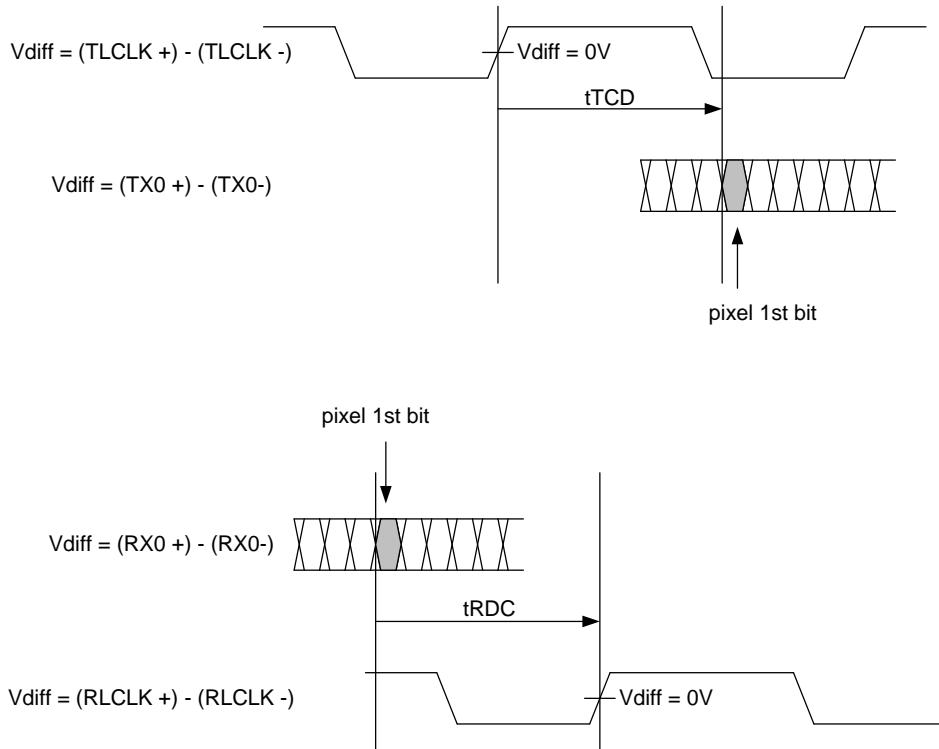 Vdiff = (TLCLK +) - (TLCLK -)
Vdiff = 0V
tTCD
Vdiff = (TX0 +) - (TX0-)
pixel 1st bit
pixel 1st bit
Vdiff = (RX0 +) - (RX0-)
tRDC
Vdiff = (RLCLK +) - (RLCLK -)
Vdiff = 0V